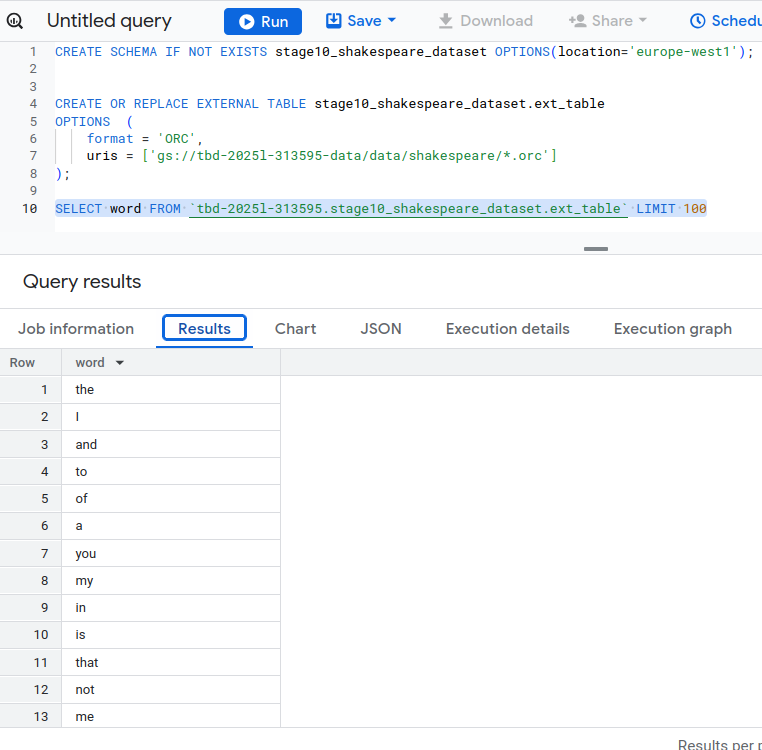 Untitled query Run Save Download Share Schedu
1 CREATE SCHEMA IF NOT EXISTS stage10_shakespeare_dataset OPTIONS(location='europe-west1');
2
3
4 CREATE OR REPLACE EXTERNAL TABLE stage10_shakespeare_dataset.ext_table
5 OPTIONS (
6 format = 'ORC',
7 uris = ['gs://tbd-2025l-313595-data/data/shakespeare/*.orc']
8 );
9
10 SELECT word FROM `tbd-2025l-313595.stage10_shakespeare_dataset.ext_table` LIMIT 100
Query results
Job information Results Chart JSON Execution details Execution graph
Row word
1 the
2 I
3 and
4 to
5 of
6 a
7 you
8 my
9 in
10 is
11 that
12 not
13 me
Results per